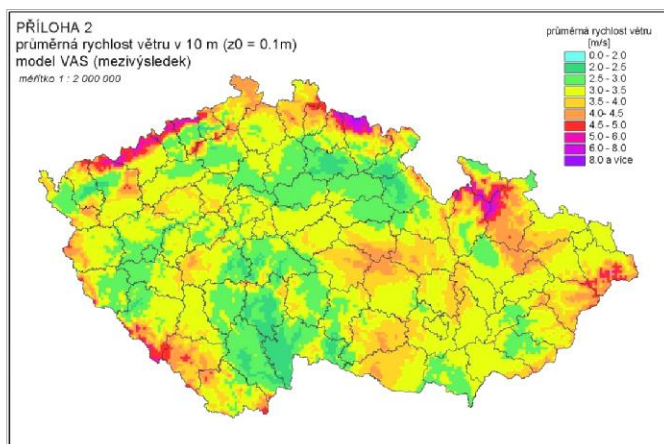 PŘÍLOHA 2
průměrná rychlost větru v 10 m (z0 = 0.1m)
model VAS (mezivýsledek)
měřítko 1 : 2 000 000
průměrná rychlost větru
[m/s]
0.0 - 2.0
2.0 - 2.5
2.5 - 3.0
3.0 - 3.5
3.5 - 4.0
4.0 - 4.5
4.5 - 5.0
5.0 - 6.0
6.0 - 8.0
8.0 a více